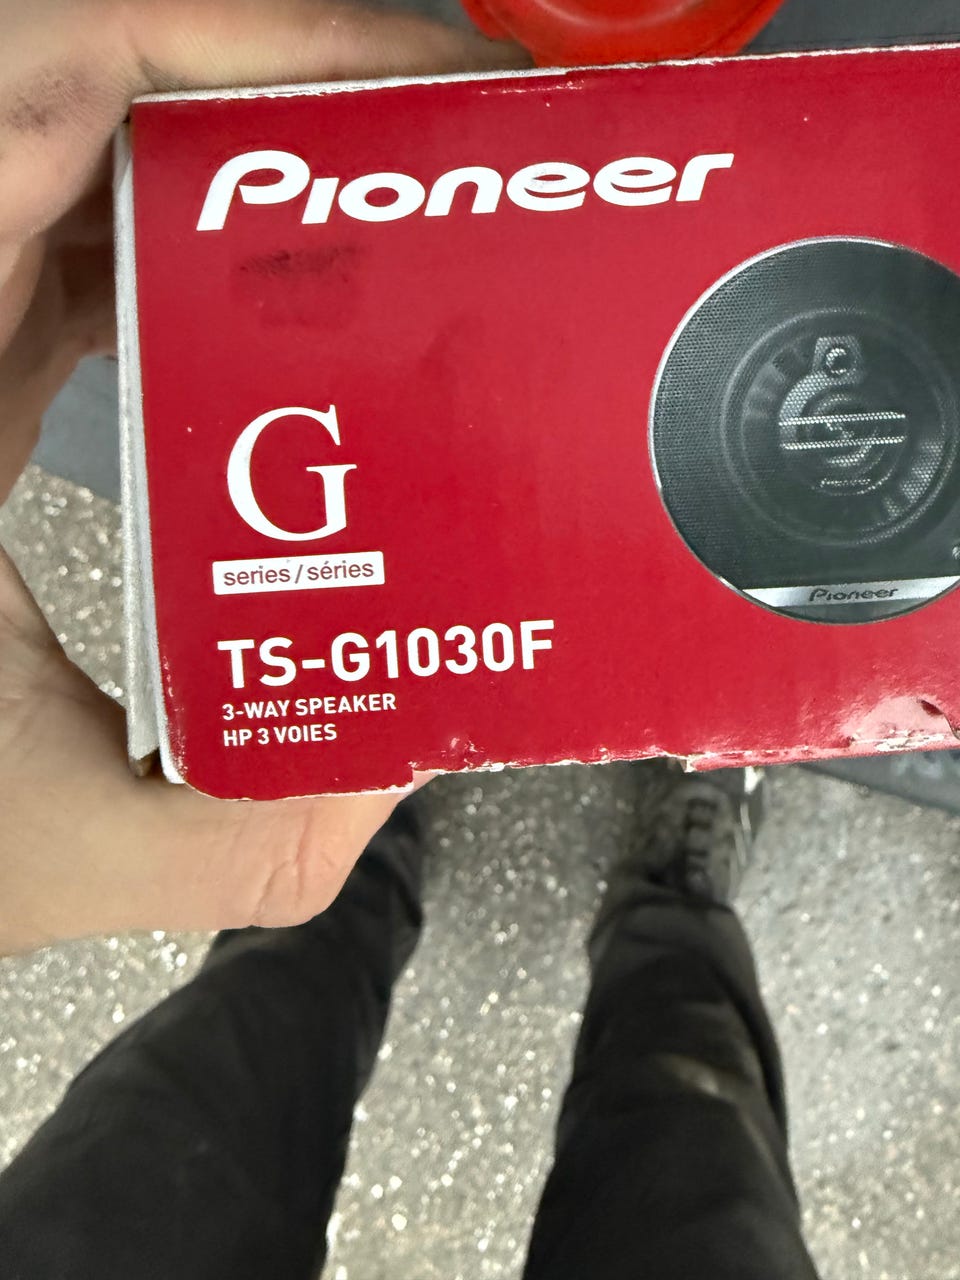 Pioneer
G
series / séries
TS-G1030F
3-WAY SPEAKER
HP 3 VOIES
Pioneer